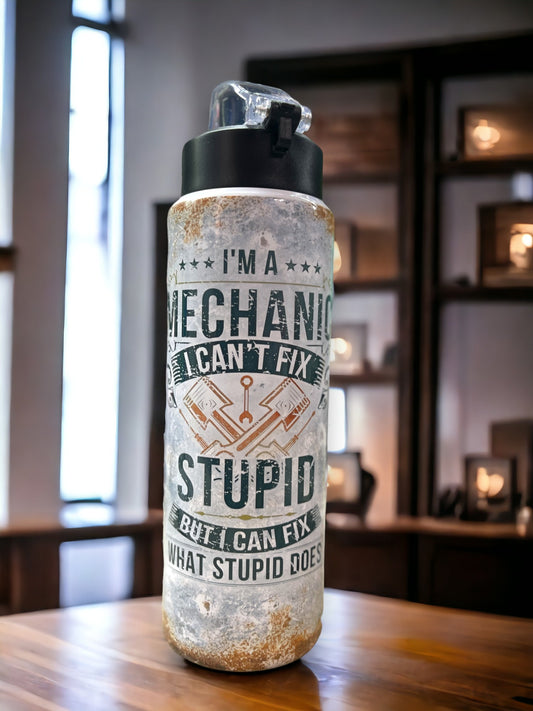 I'M A
MECHANIC
I CAN'T FIX
STUPID
BUT I CAN FIX
WHAT STUPID DOES